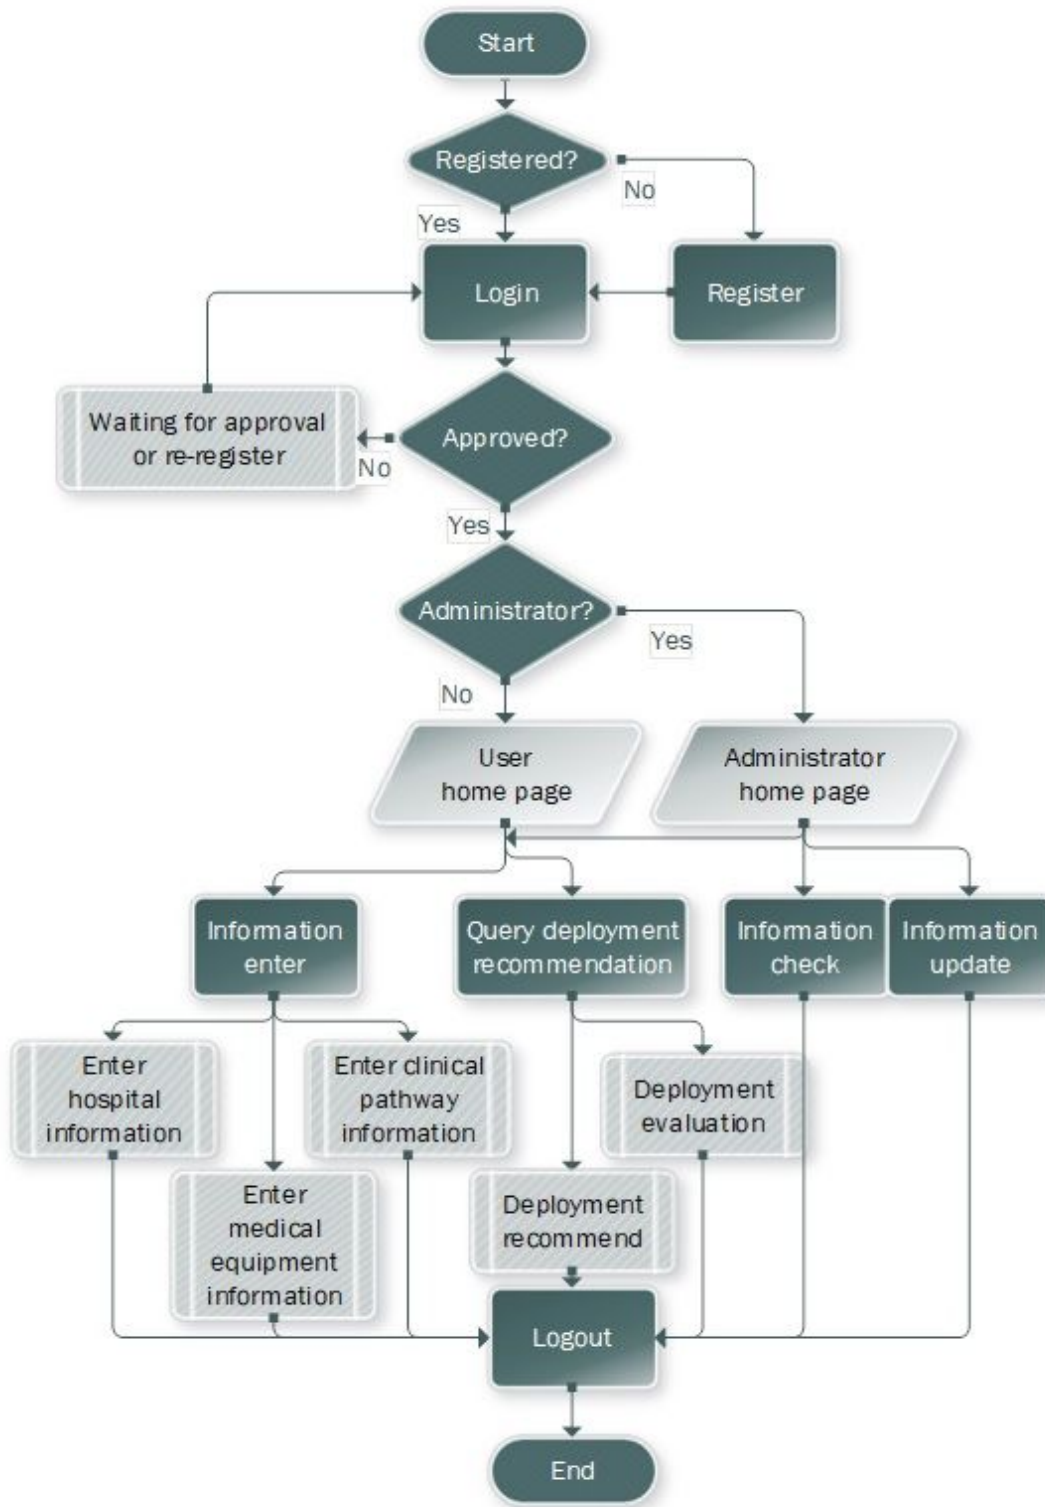 Start
Registered?
No
Yes
Login
Register
Waiting for approval
or re-register
Approved?
No
Yes
Administrator?
Yes
No
User
home page
Administrator
home page
Information
enter
Query deployment
recommendation
Information
check
Information
update
Enter
hospital
information
Enter clinical
pathway
information
Deployment
evaluation
Enter
medical
equipment
information
Deployment
recommend
Logout
End